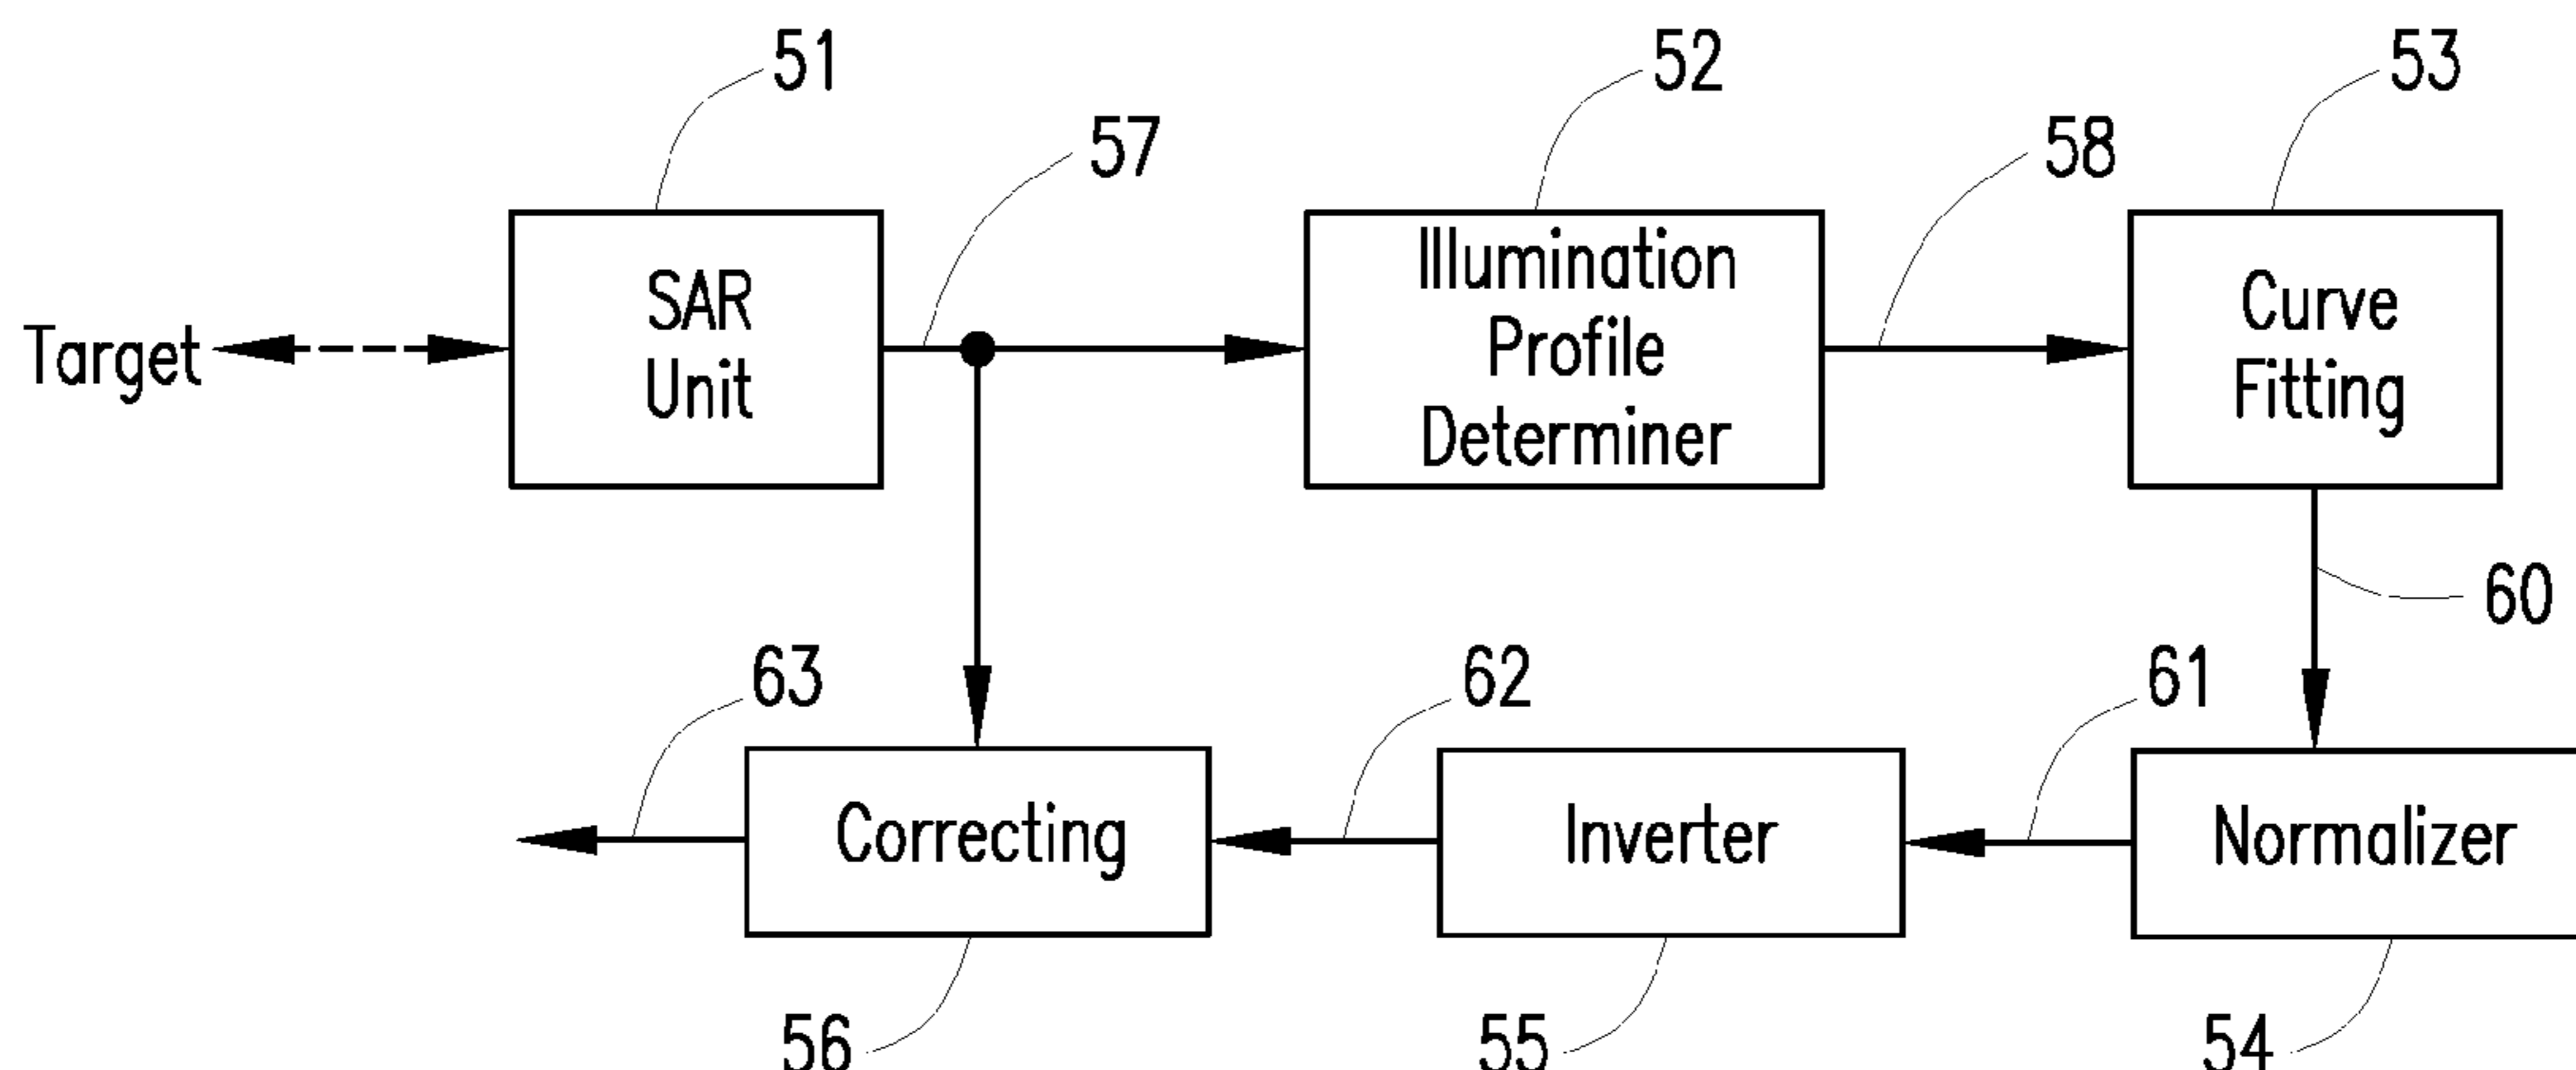 51
52
53
57
58
SAR
Unit
Illumination
Profile
Determiner
Curve
Fitting
Target
60
63
62
61
Correcting
Inverter
Normalizer
56
55
54